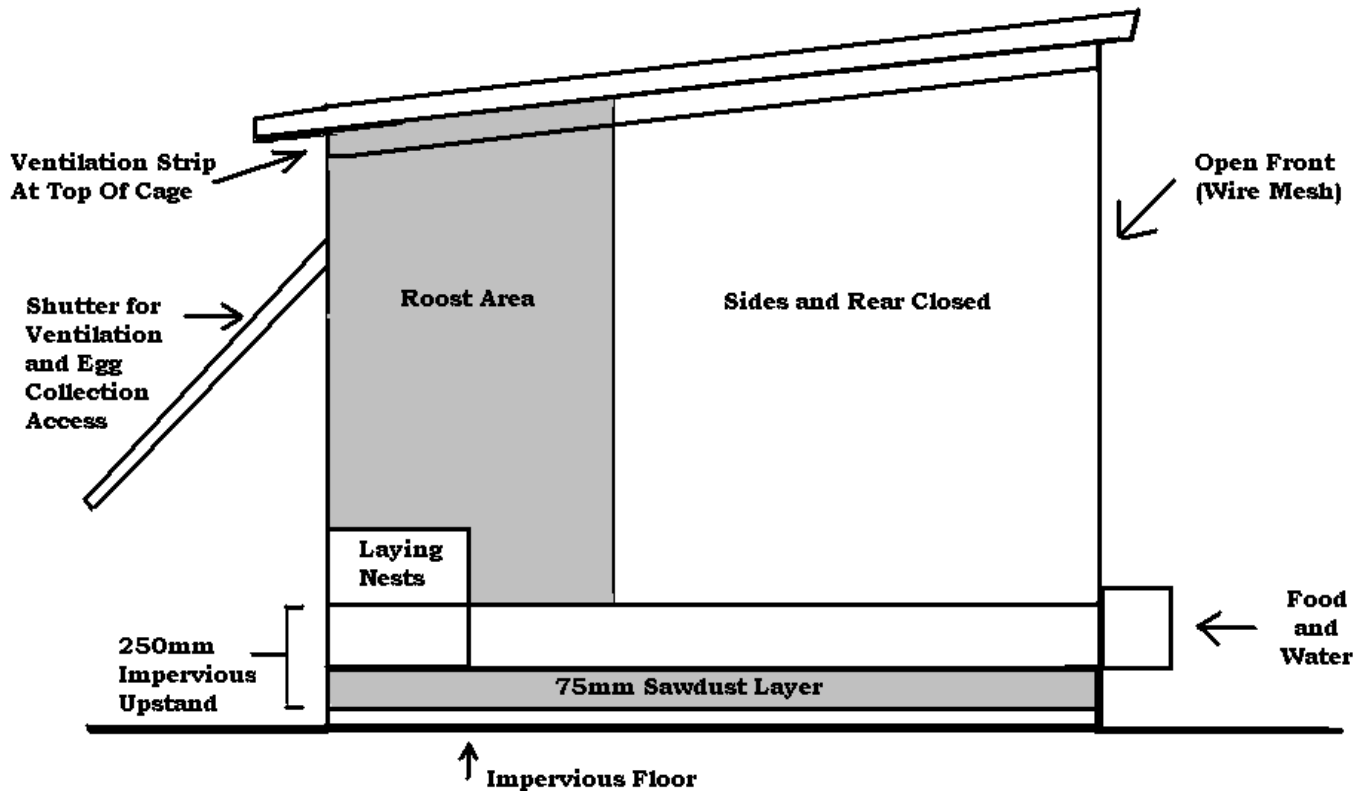 Ventilation Strip
At Top Of Cage
Open Front
(Wire Mesh)
Shutter for
Ventilation
and Egg
Collection
Access
Roost Area
Sides and Rear Closed
Laying
Nests
250mm
Impervious
Upstand
Food
and
Water
75mm Sawdust Layer
Impervious Floor